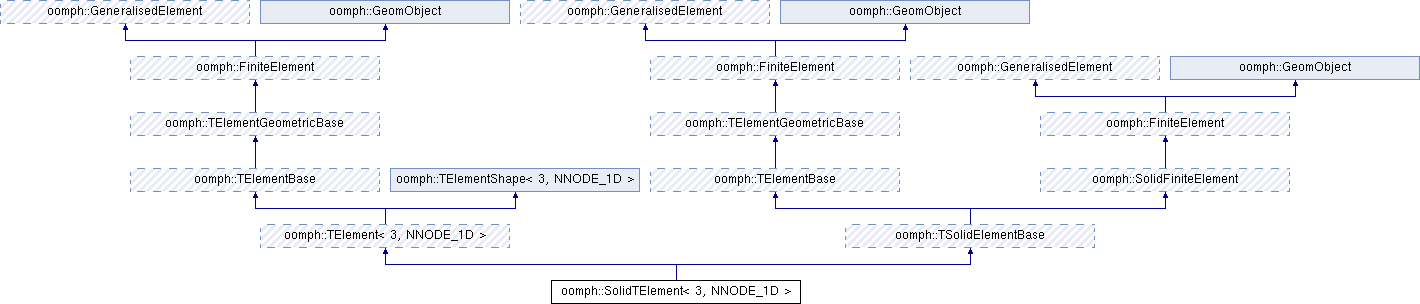 oomph::GeneralisedElement
oomph::GeomObject
oomph::GeneralisedElement
oomph::GeomObject
oomph::FiniteElement
oomph::FiniteElement
oomph::GeneralisedElement
oomph::GeomObject
oomph::TElementGeometricBase
oomph::TElementGeometricBase
oomph::FiniteElement
oomph::TElementBase
oomph::TElementShape< 3, NNODE_1D >
oomph::TElementBase
oomph::SolidFiniteElement
oomph::TElement< 3, NNODE_1D >
oomph::TSolidElementBase
oomph::SolidTElement< 3, NNODE_1D >